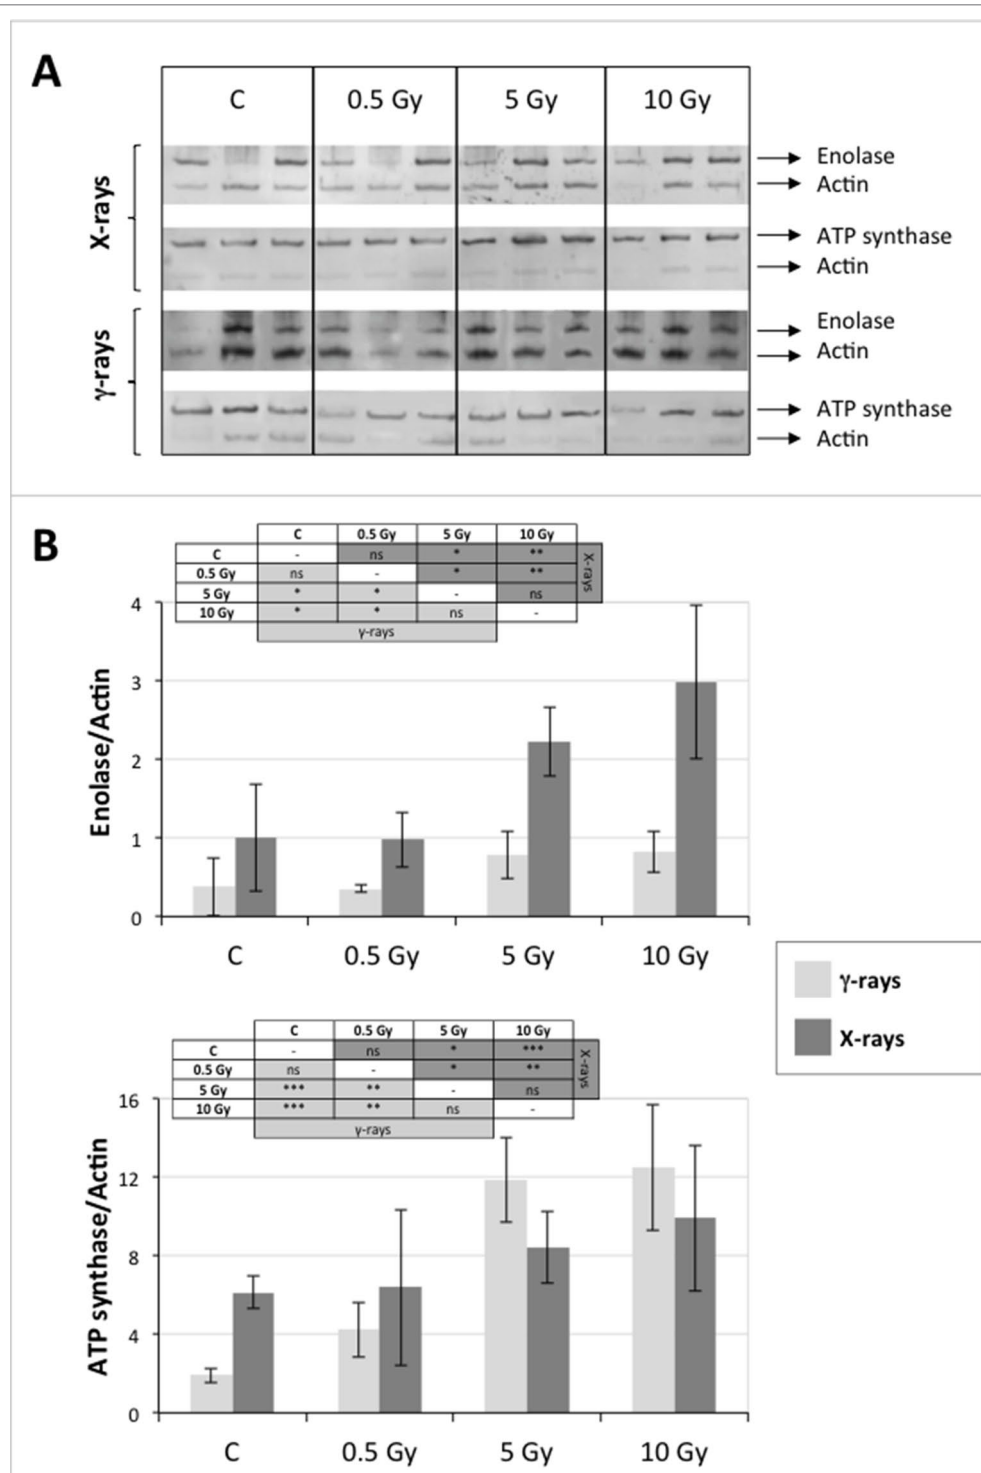 A
C 0.5 Gy 5 Gy 10 Gy
X-rays
Enolase
Actin
ATP synthase
Actin
γ-rays
Enolase
Actin
ATP synthase
Actin
B
C 0.5 Gy 5 Gy 10 Gy
C - ns * **
0.5 Gy ns - * **
5 Gy * * - ns
10 Gy * * ns -
X-rays
γ-rays
Enolase/Actin
4
3
2
1
0
C 0.5 Gy 5 Gy 10 Gy
γ-rays
X-rays
C 0.5 Gy 5 Gy 10 Gy
C - ns * ***
0.5 Gy ns - * **
5 Gy *** ** - ns
10 Gy *** ** ns -
X-rays
γ-rays
ATP synthase/Actin
16
12
8
4
0
C 0.5 Gy 5 Gy 10 Gy